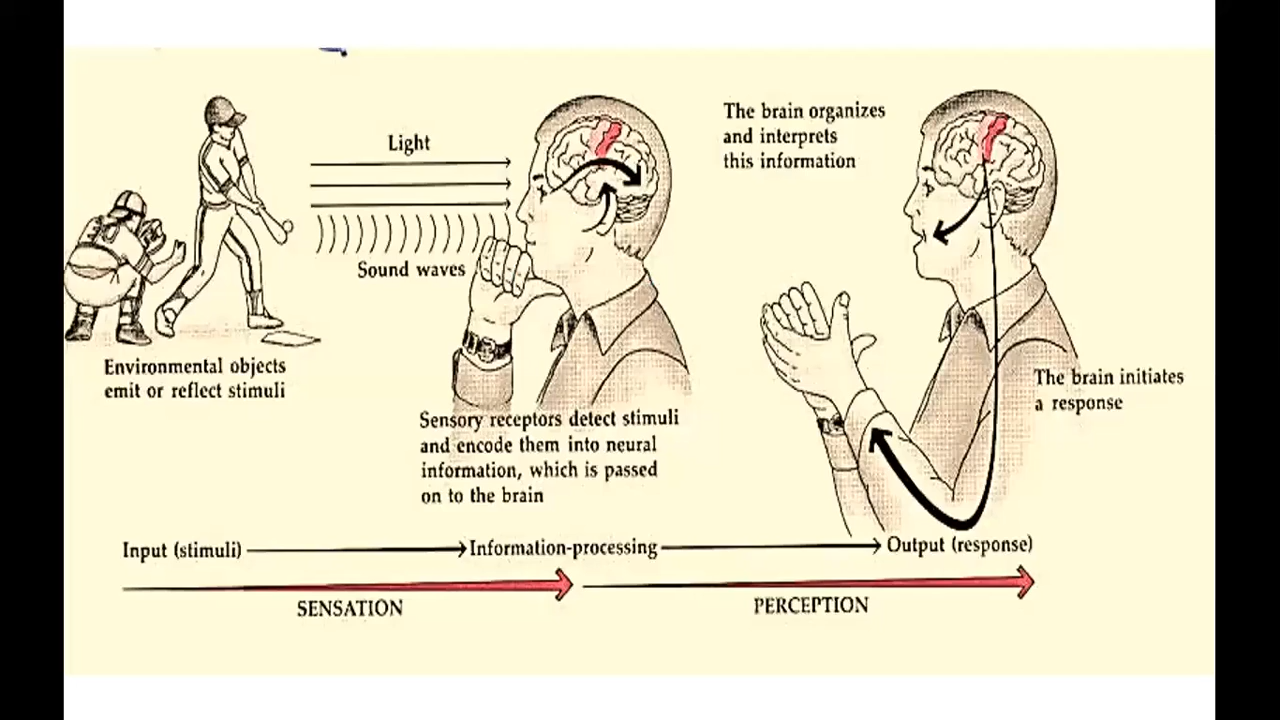 Light
Sound waves
Environmental objects
emit or reflect stimuli
Sensory receptors detect stimuli
and encode them into neural
information, which is passed
on to the brain
The brain organizes
and interprets
this information
The brain initiates
a response
Input (stimuli)
Information-processing
Output (response)
SENSATION
PERCEPTION